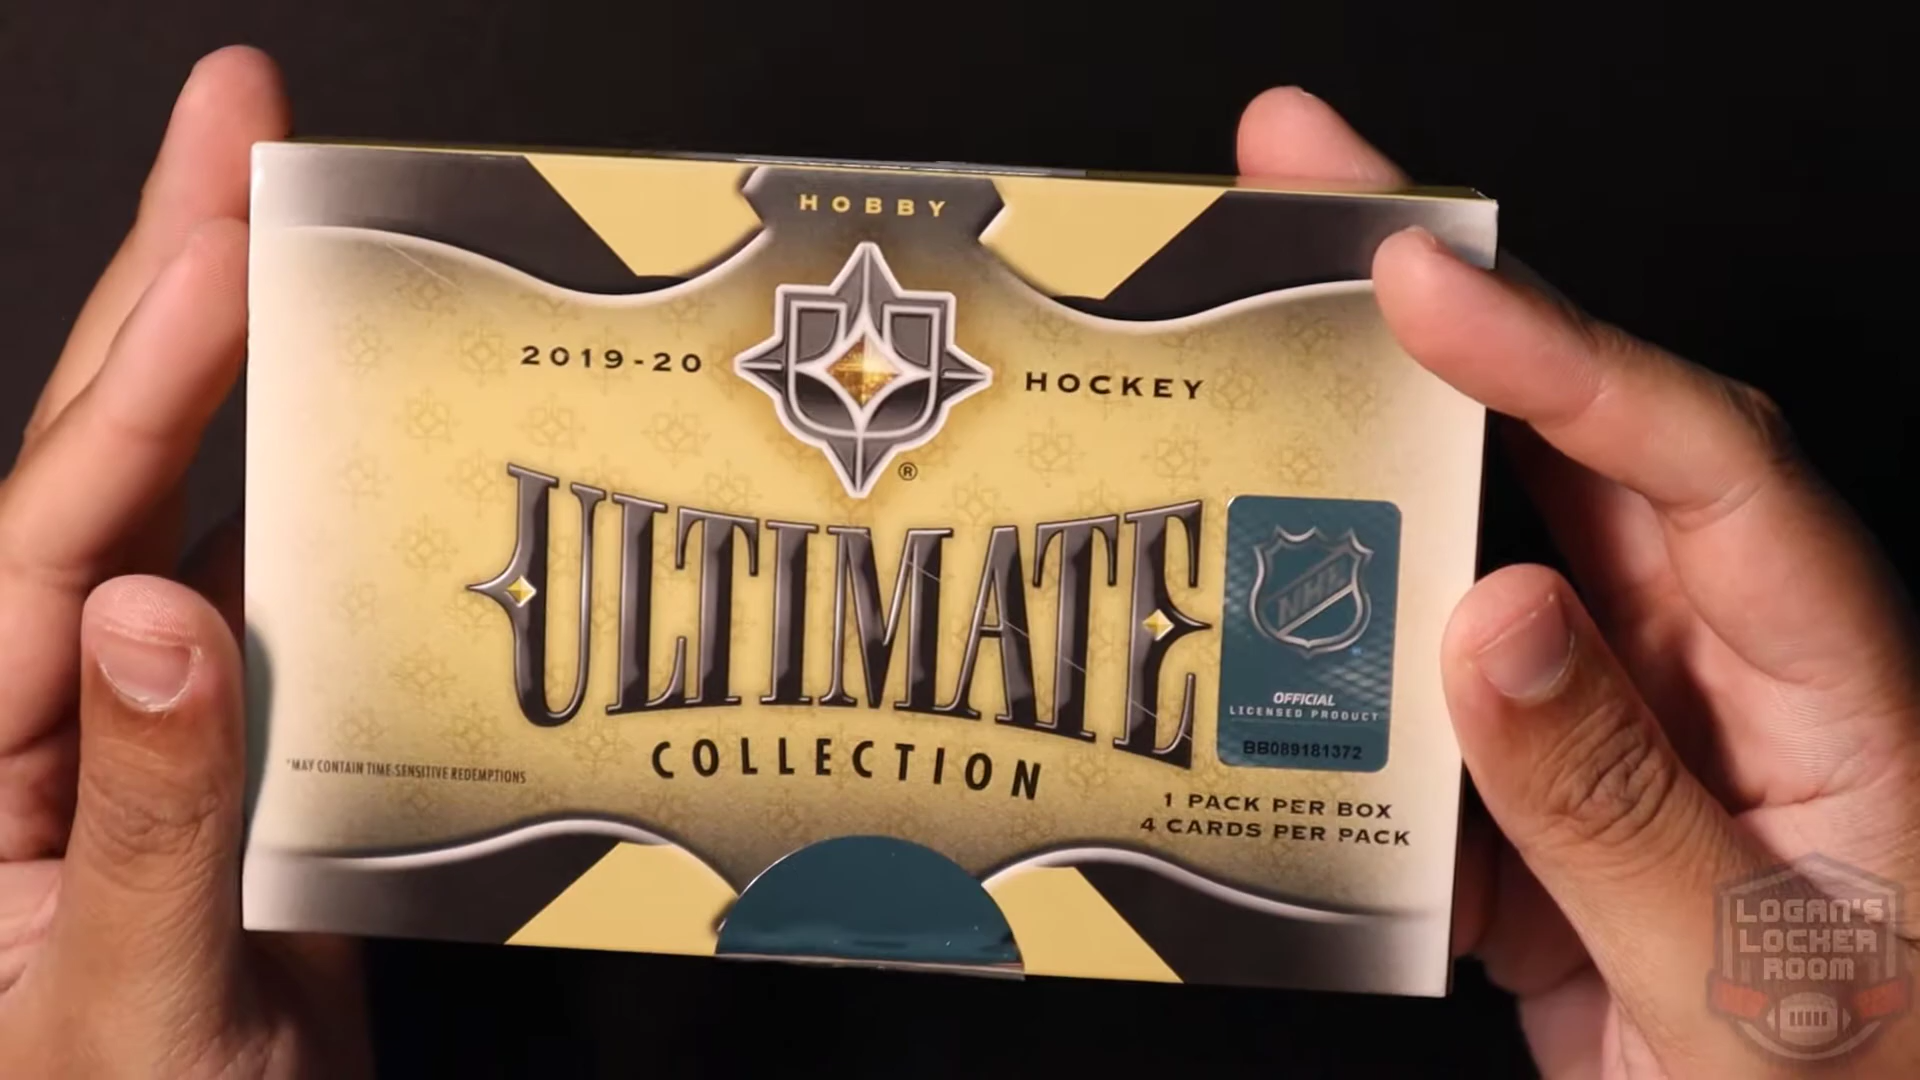 HOBBY
2019-20
HOCKEY
®
ULTIMATE
COLLECTION
NHL
OFFICIAL
LICENSED PRODUCT
BB089181372
*MAY CONTAIN TIME-SENSITIVE REDEMPTIONS
1 PACK PER BOX
4 CARDS PER PACK
LOGAN'S
LOCKER
ROOM